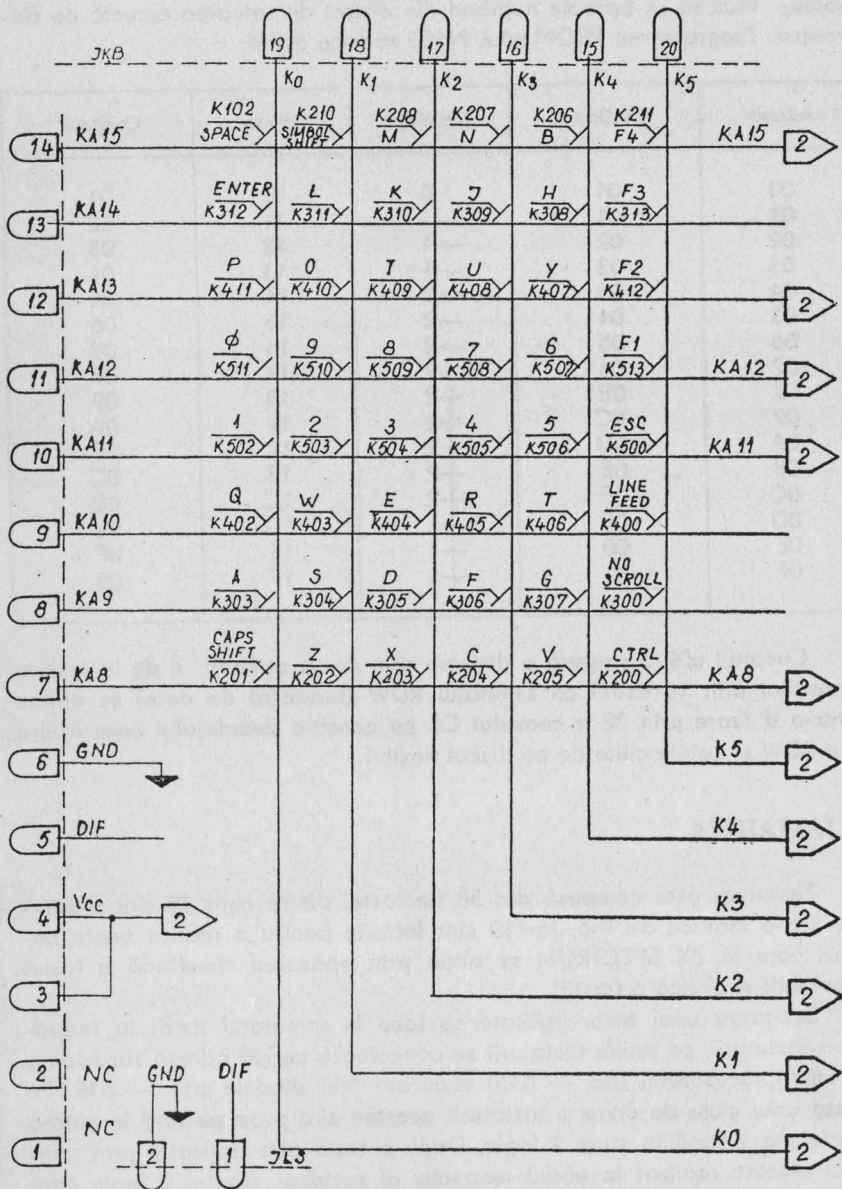 JKB
19 18 17 16 15 20
K0 K1 K2 K3 K4 K5
K102 K210 K208 K207 K206 K211
14 KA15 SPACE SIMBOL SHIFT M N B F4 KA15 2
ENTER L K J H F3
13 KA14 K312 K311 K310 K309 K308 K313
P O T U Y F2
12 KA13 K411 K410 K409 K408 K407 K412 2
Ø 9 8 7 6 F1
11 KA12 K511 K510 K509 K508 K507 K513 KA12 2
1 2 3 4 5 ESC
10 KA11 K502 K503 K504 K505 K506 K500 KA11 2
Q W E R T LINE FEED
9 KA10 K402 K403 K404 K405 K406 K400
A S D F G NO SCROLL
8 KA9 K303 K304 K305 K306 K307 K300
CAPS SHIFT Z X C V CTRL
7 KA8 K201 K202 K203 K204 K205 K200 KA8 2
6 GND K5 2
5 DIF K4 2
4 Vcc 2 K3 2
3 K2 2
2 NC GND DIF K1 2
1 NC 2 2 JLS K0 2